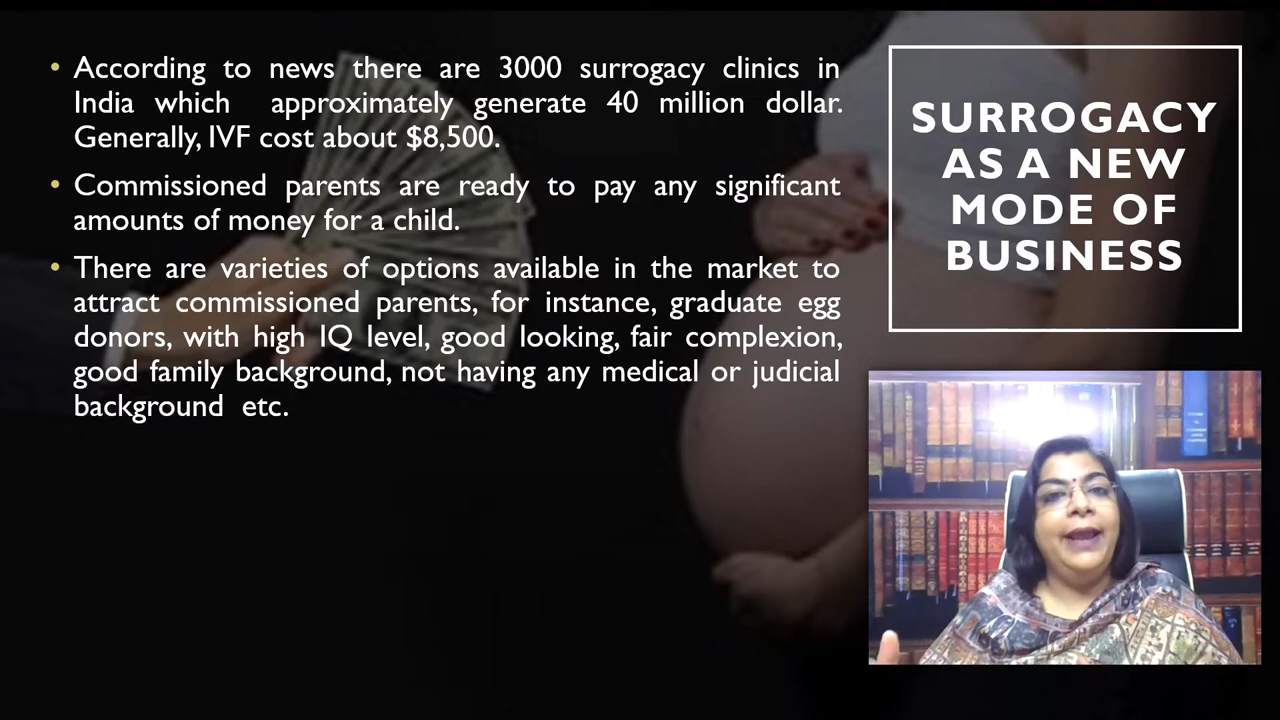 According to news there are 3000 surrogacy clinics in
India which approximately generate 40 million dollar.
Generally, IVF cost about $8,500.
Commissioned parents are ready to pay any significant
amounts of money for a child.
There are varieties of options available in the market to
attract commissioned parents, for instance, graduate egg
donors, with high IQ level, good looking, fair complexion,
good family background, not having any medical or judicial
background etc.
SURROGACY
AS A NEW
MODE OF
BUSINESS